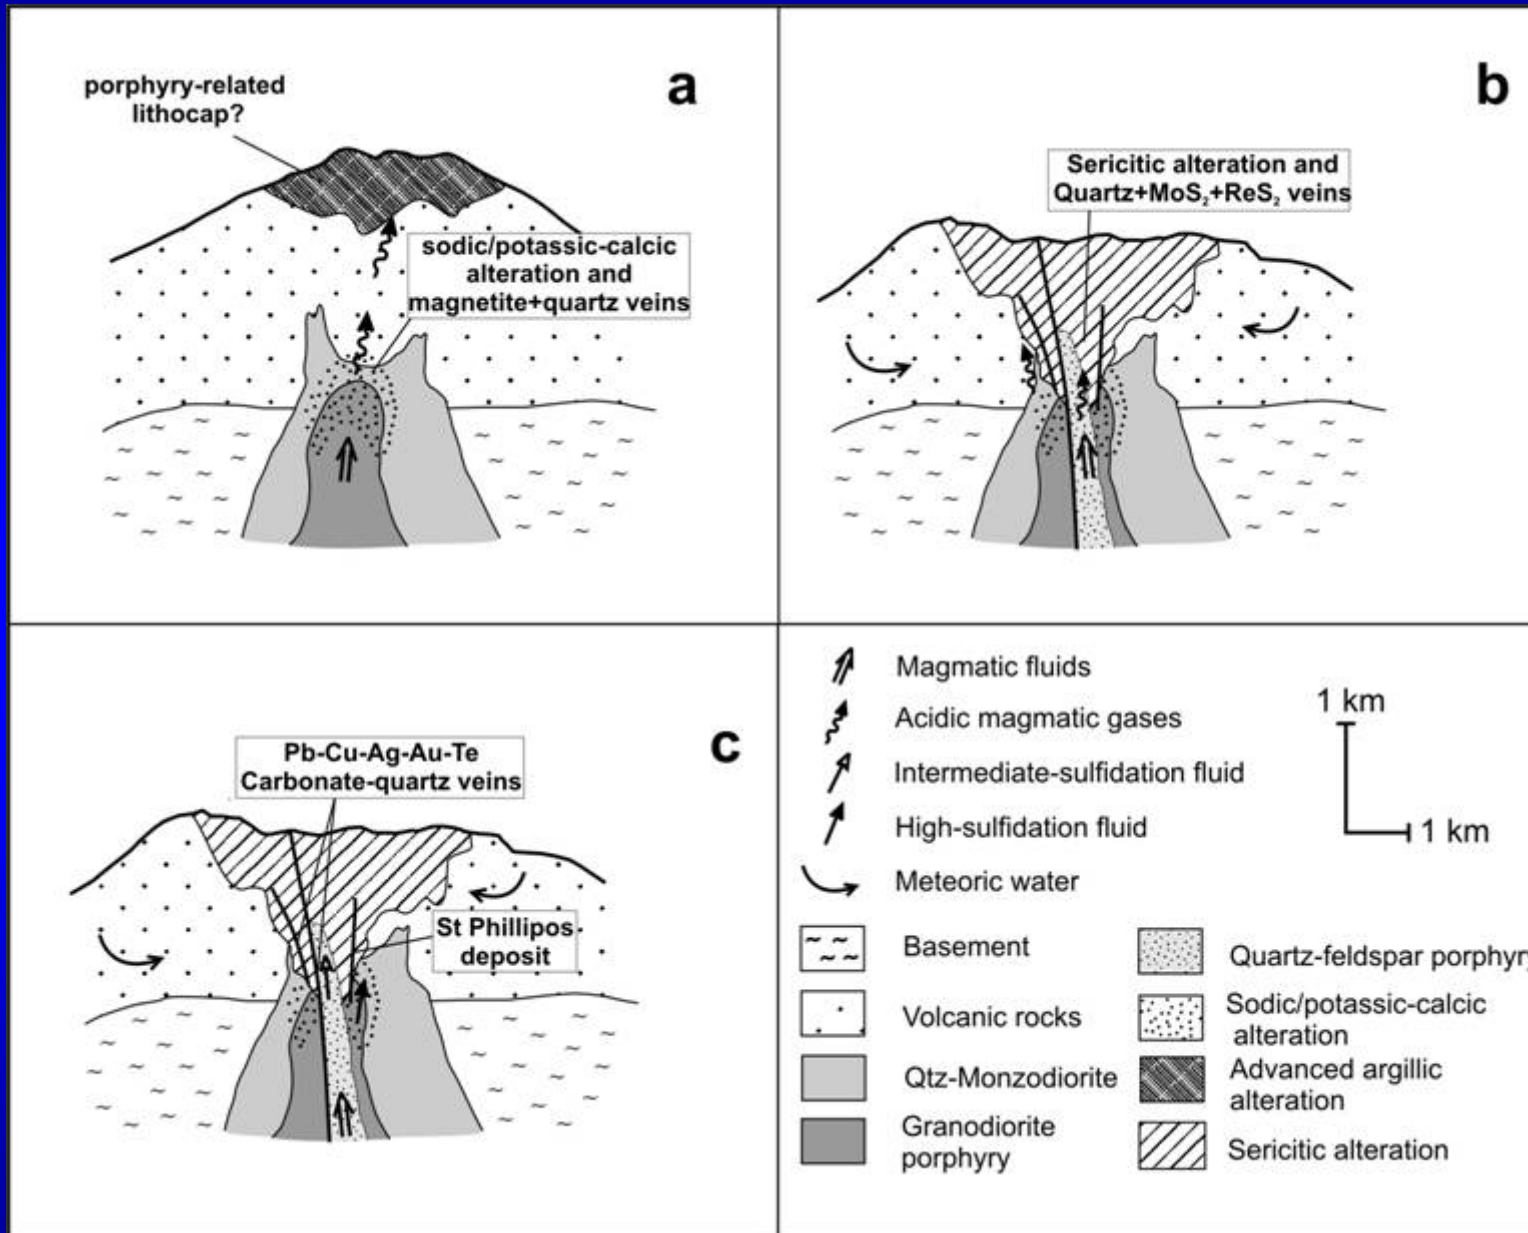 a
porphyry-related
lithocap?
sodic/potassic-calcic
alteration and
magnetite+quartz veins
b
Sericitic alteration and
Quartz+MoS₂+ReS₂ veins
c
Pb-Cu-Ag-Au-Te
Carbonate-quartz veins
St Phillipos
deposit
Magmatic fluids
Acidic magmatic gases
Intermediate-sulfidation fluid
High-sulfidation fluid
Meteoric water
1 km
1 km
Basement
Volcanic rocks
Qtz-Monzodiorite
Granodiorite
porphyry
Quartz-feldspar porphyry
Sodic/potassic-calcic
alteration
Advanced argillic
alteration
Sericitic alteration